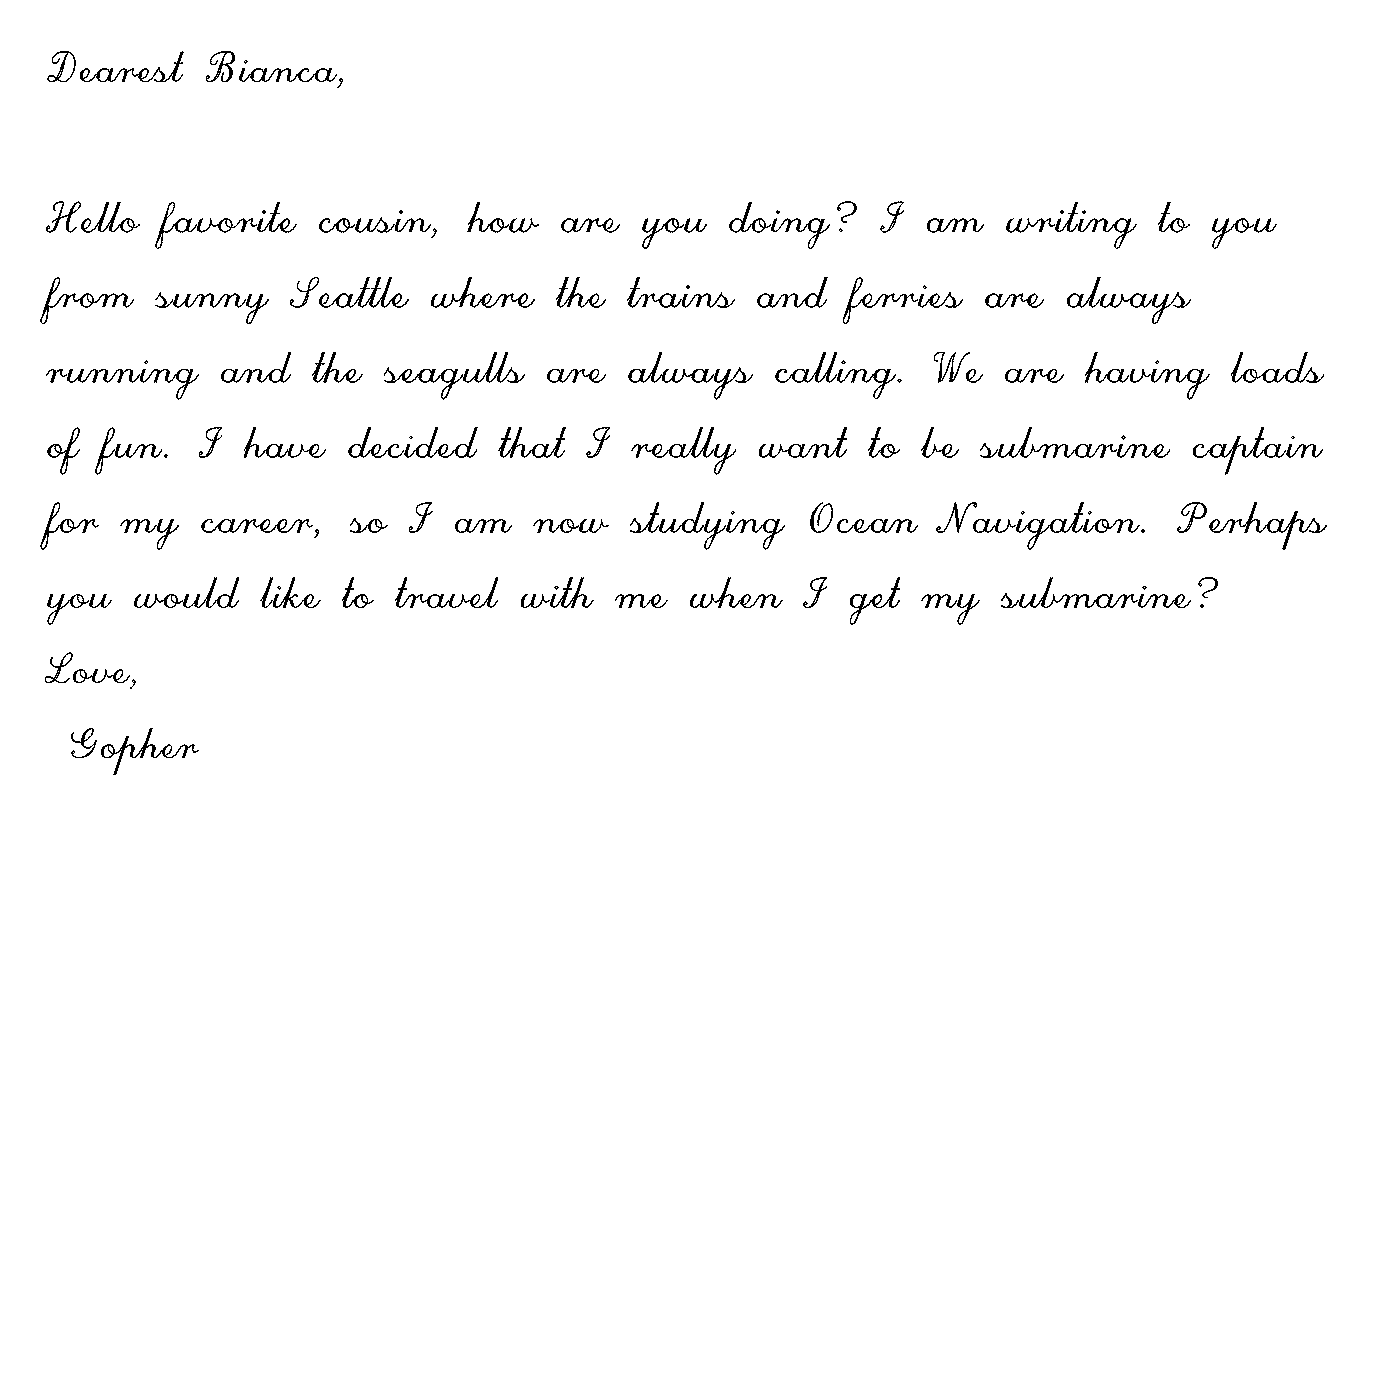 Dearest Bianca,
Hello favorite cousin, how are you doing? I am writing to you
from sunny Seattle where the trains and ferries are always
running and the seagulls are always calling. We are having loads
of fun. I have decided that I really want to be submarine captain
for my career, so I am now studying Ocean Navigation. Perhaps
you would like to travel with me when I get my submarine?
Love,
Gopher